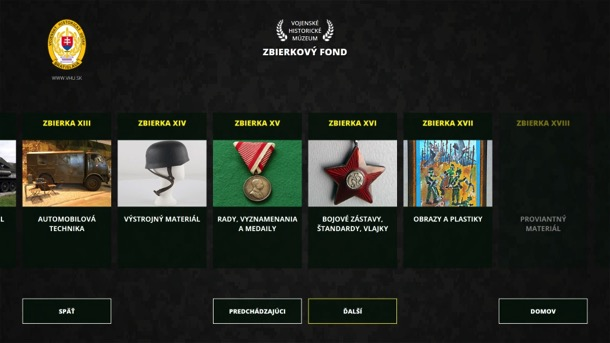 VOJENSKÉ
HISTORICKÉ
MÚZEUM
ZBIERKOVÝ FOND
WWW.VHU.SK
ZBIERKA XIII
ZBIERKA XIV
ZBIERKA XV
ZBIERKA XVI
ZBIERKA XVII
ZBIERKA XVIII
L
AUTOMOBILOVÁ
TECHNIKA
VÝSTROJNÝ MATERIÁL
RADY, VYZNAMENANIA
A MEDAILY
BOJOVÉ ZÁSTAVY,
ŠTANDARDY, VLAJKY
OBRAZY A PLASTIKY
PROVIANTNÝ
MATERIÁL
SPÄŤ
PREDCHÁDZAJÚCI
ĎALŠÍ
DOMOV